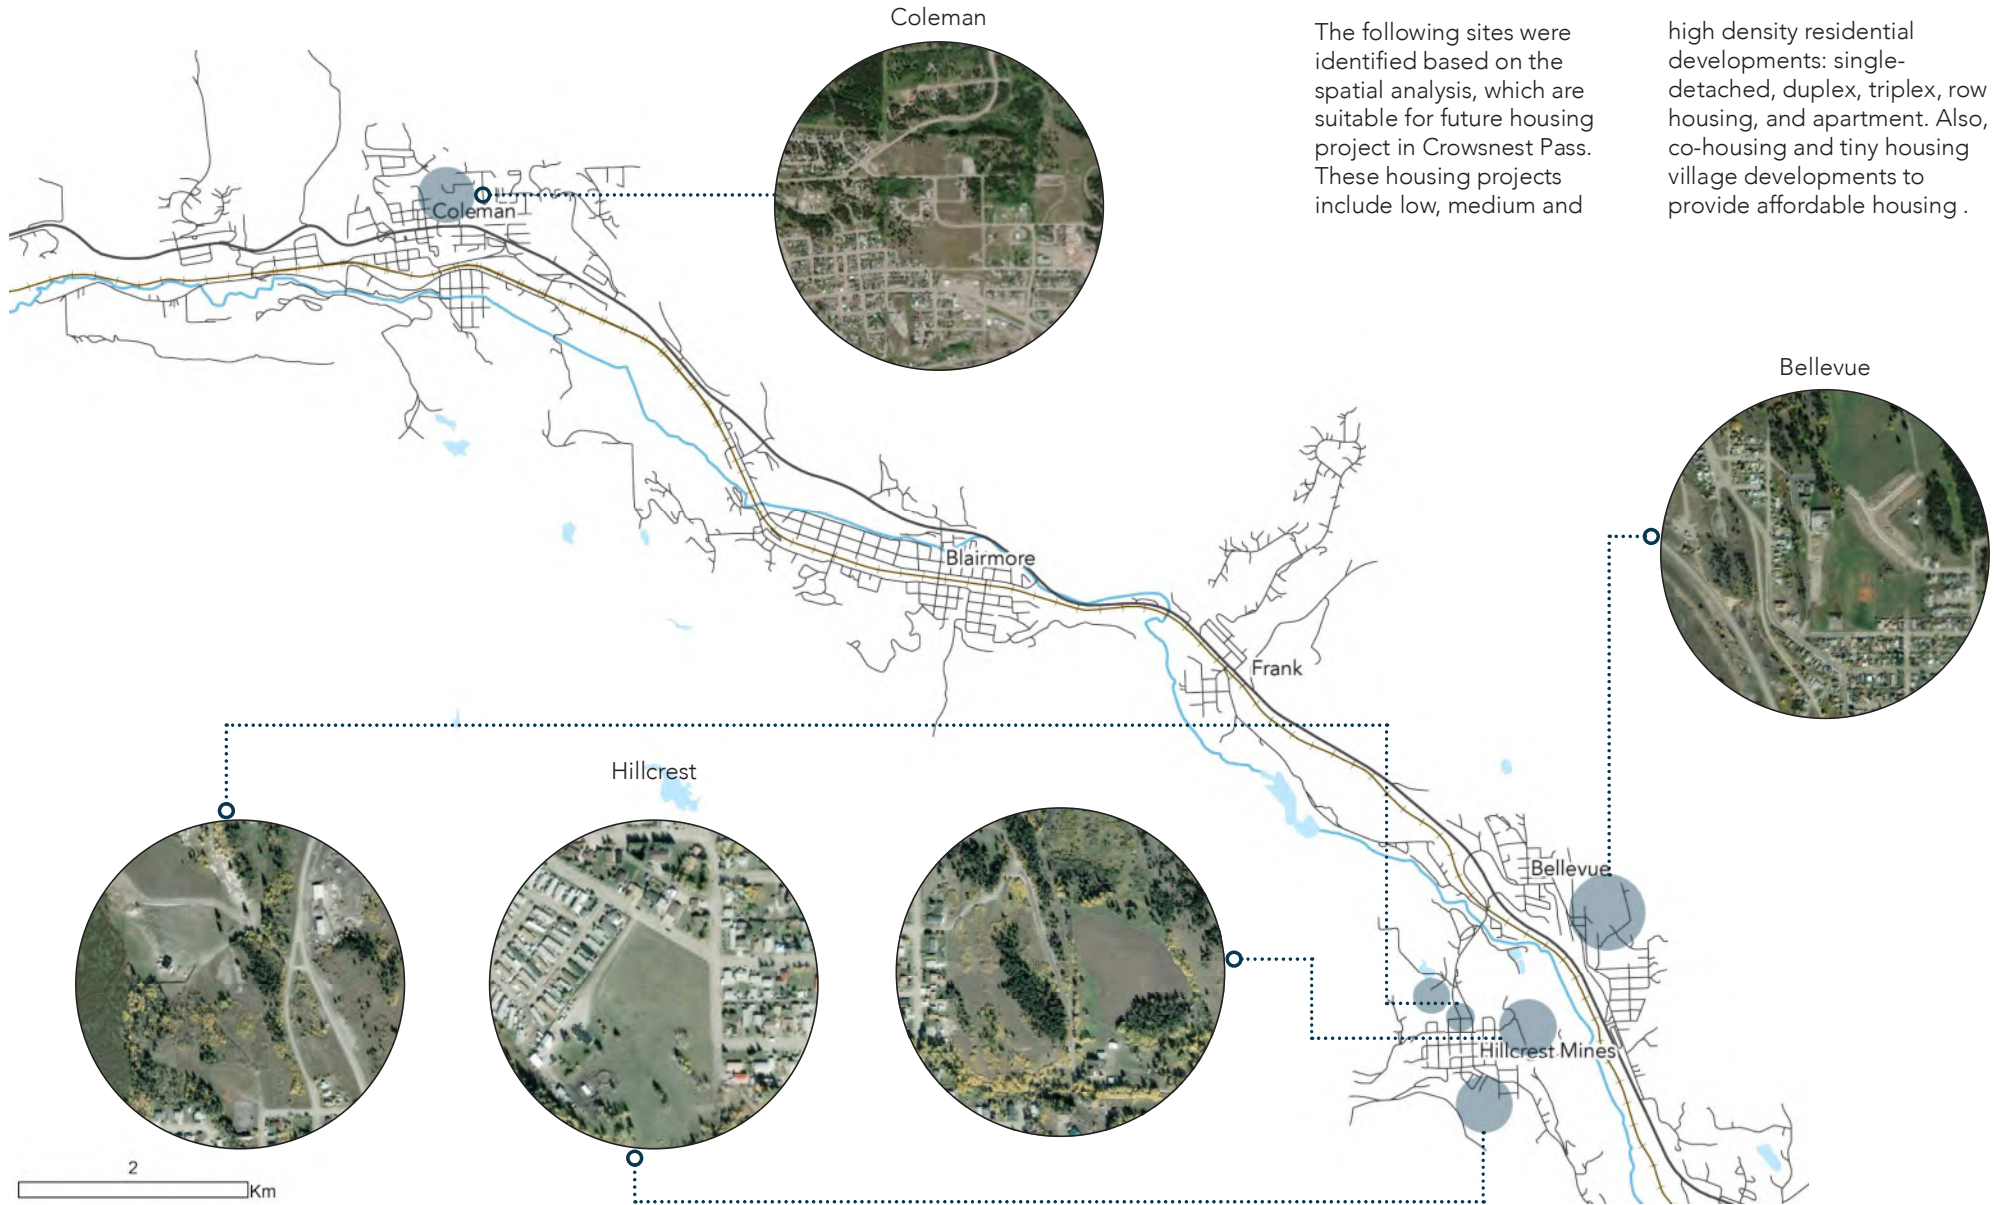 Coleman
The following sites were
identified based on the
spatial analysis, which are
suitable for future housing
project in Crowsnest Pass.
These housing projects
include low, medium and
high density residential
developments: single-
detached, duplex, triplex, row
housing, and apartment. Also,
co-housing and tiny housing
village developments to
provide affordable housing .
Coleman
Bellevue
Blairmore
Frank
Hillcrest
Bellevue
Hillcrest Mines
2
Km